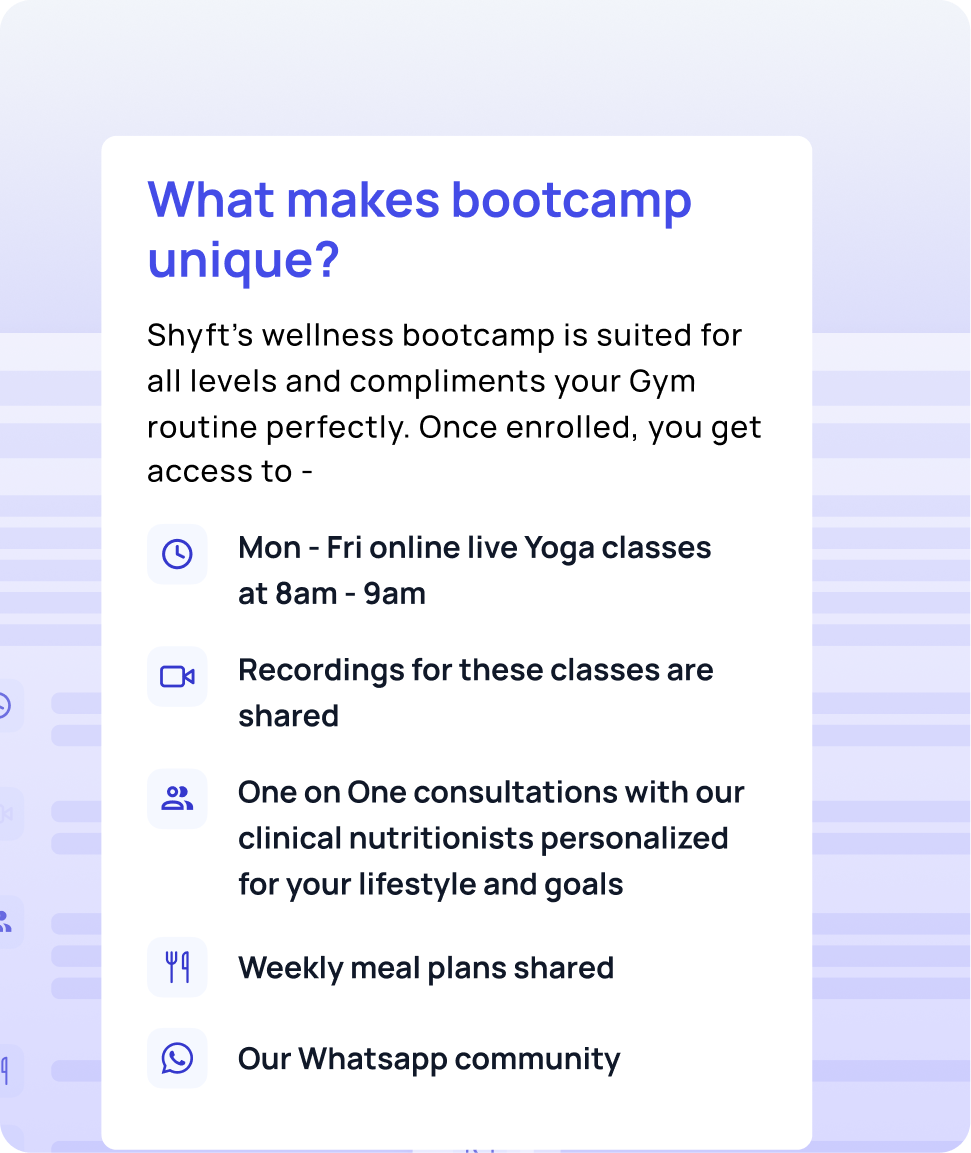 What makes bootcamp
unique?
Shyft’s wellness bootcamp is suited for
all levels and compliments your Gym
routine perfectly. Once enrolled, you get
access to -
Mon - Fri online live Yoga classes
at 8am - 9am
Recordings for these classes are
shared
One on One consultations with our
clinical nutritionists personalized
for your lifestyle and goals
Weekly meal plans shared
Our Whatsapp community